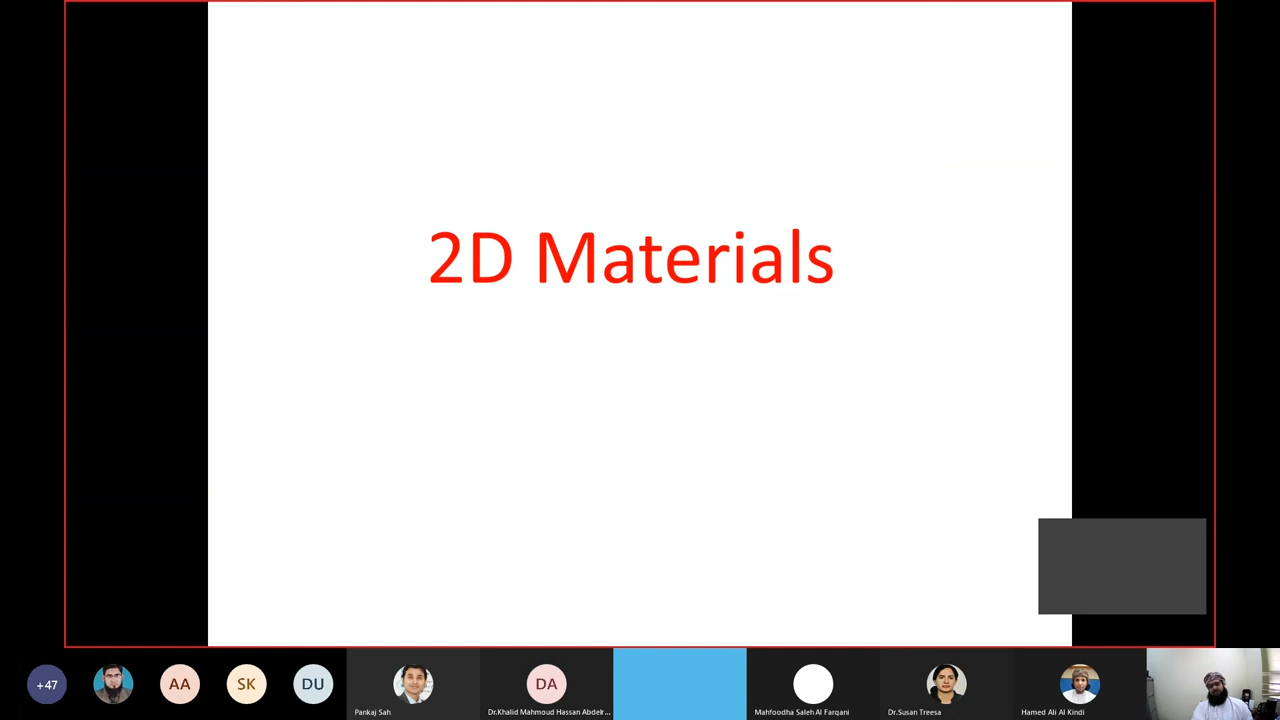 2D Materials
+47
AA
SK
DU
Pankaj Sah
DA
Dr.Khalid Mahmoud Hassan Abdelr...
Mahfoodha Saleh Al Farqani
Dr.Susan Treesa
Hamed Ali Al Kindi